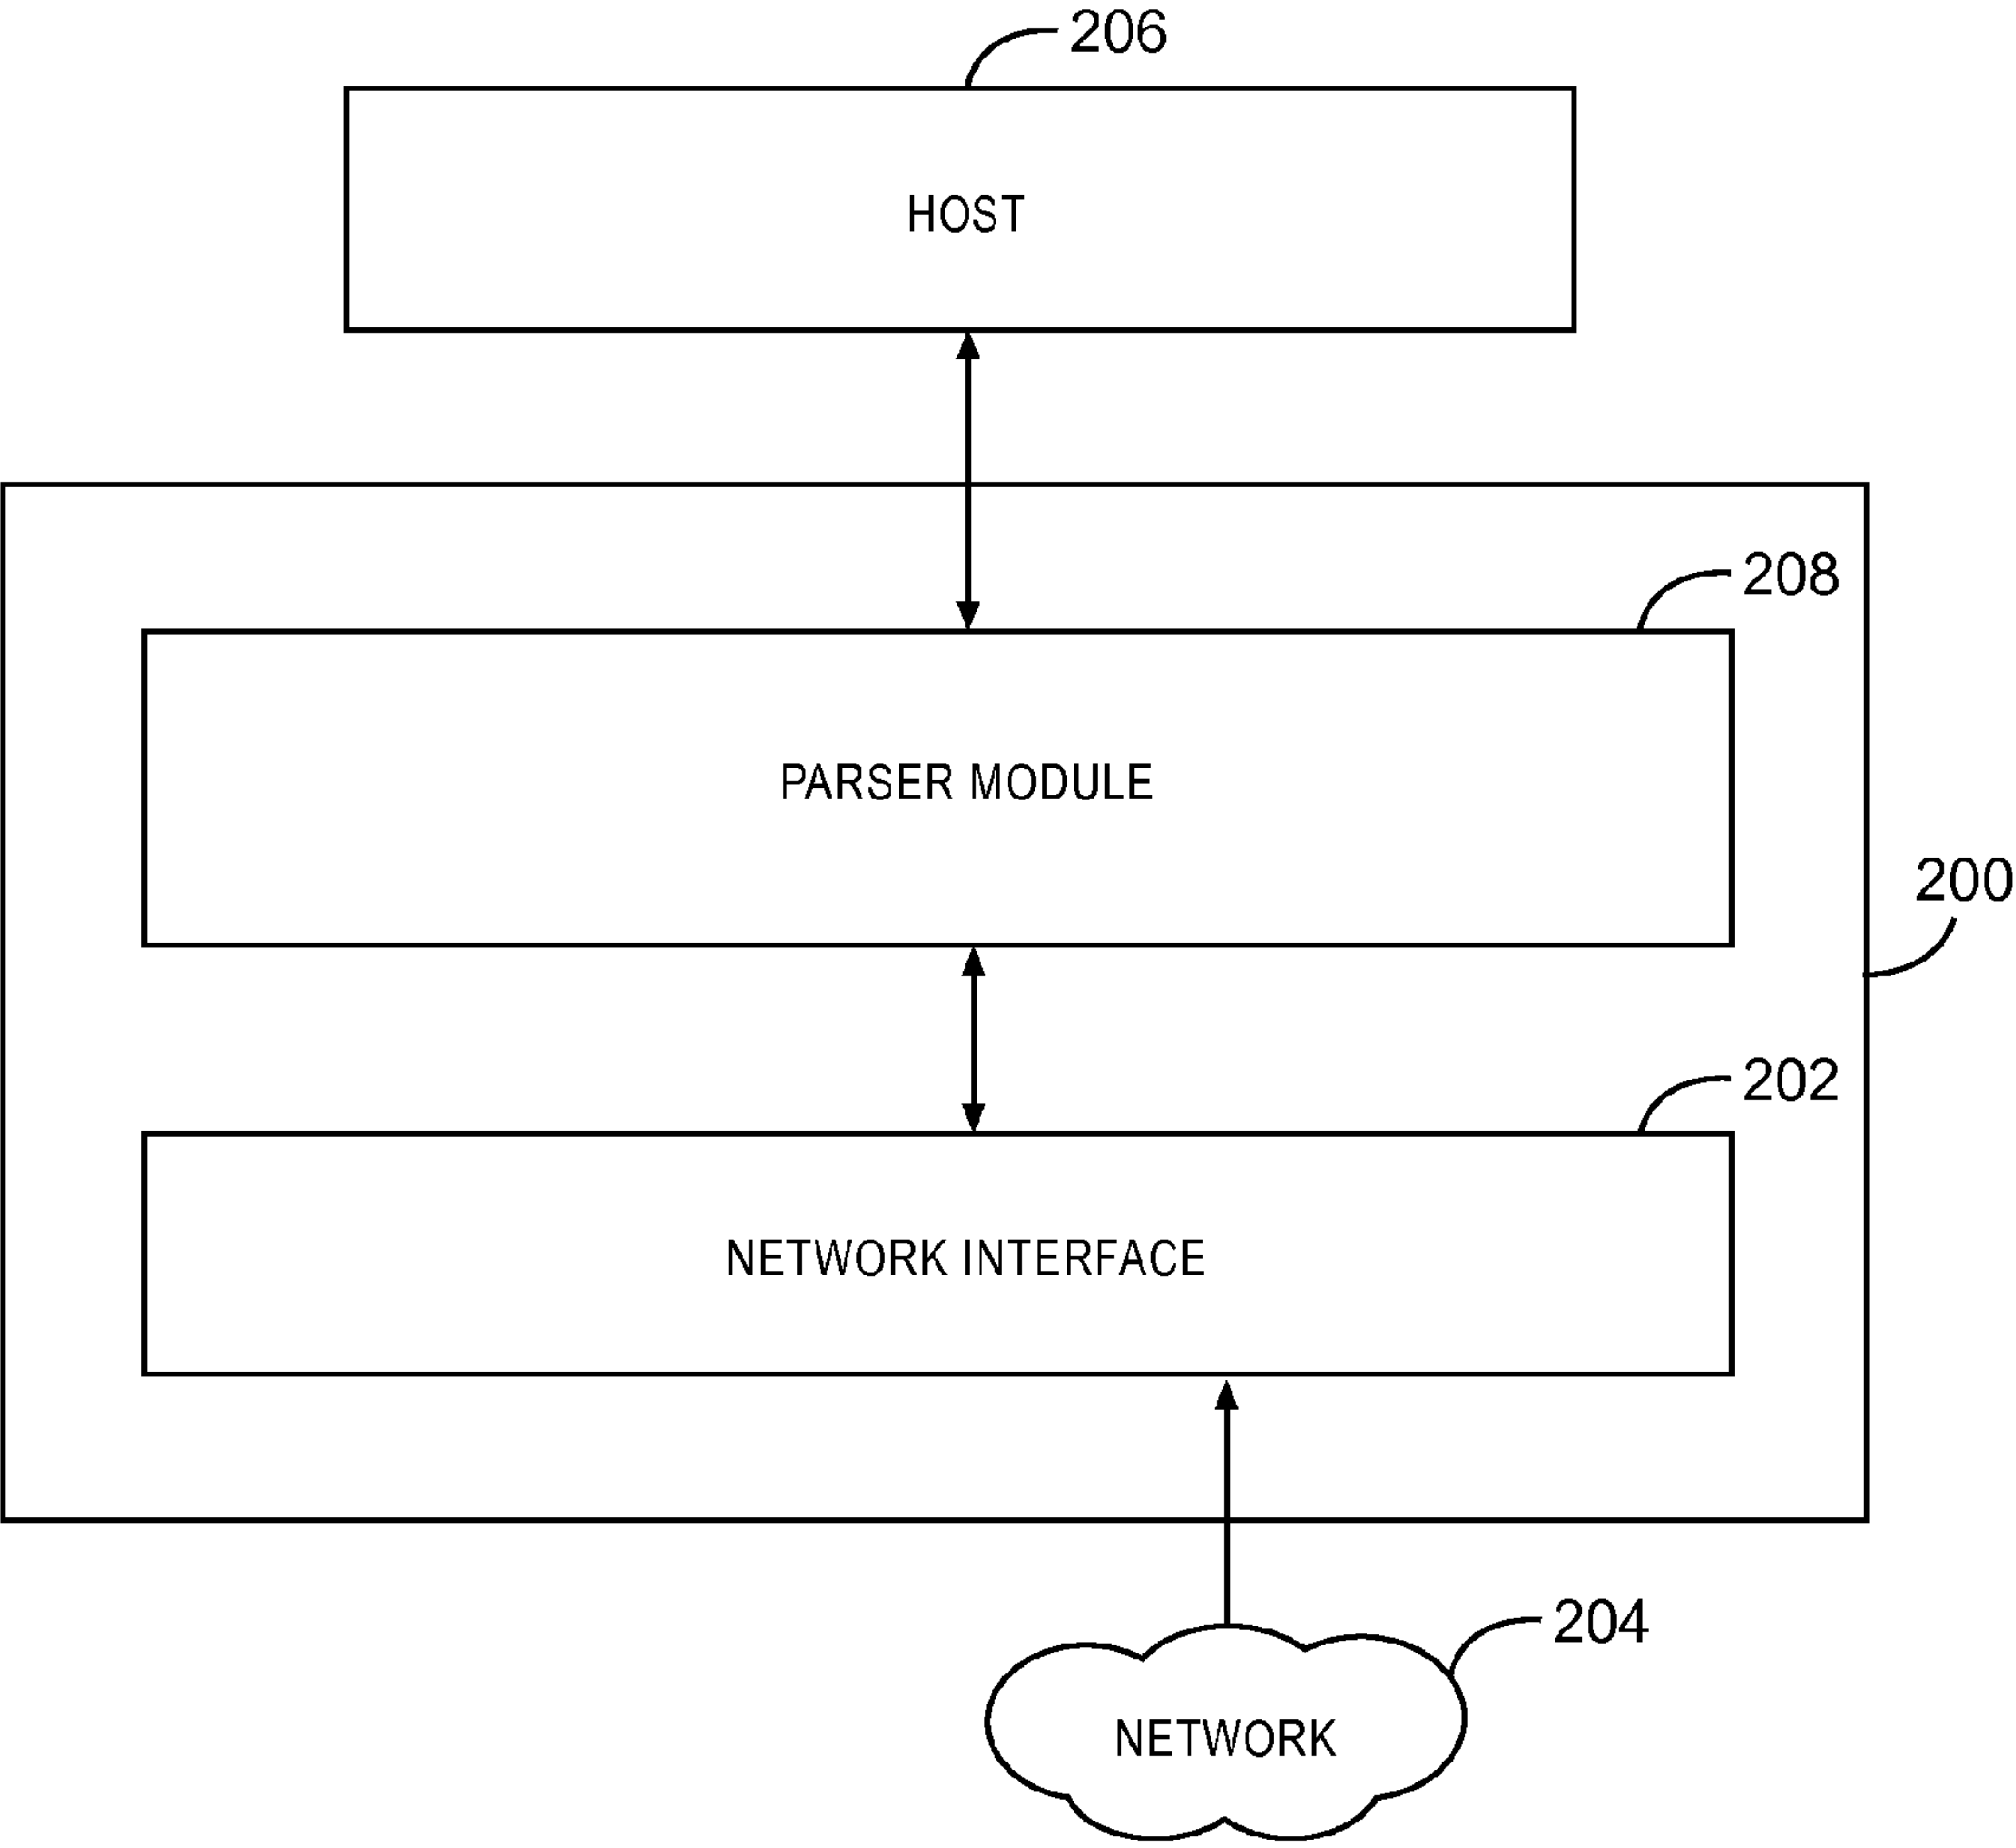 206
HOST
208
PARSER MODULE
200
202
NETWORK INTERFACE
204
NETWORK